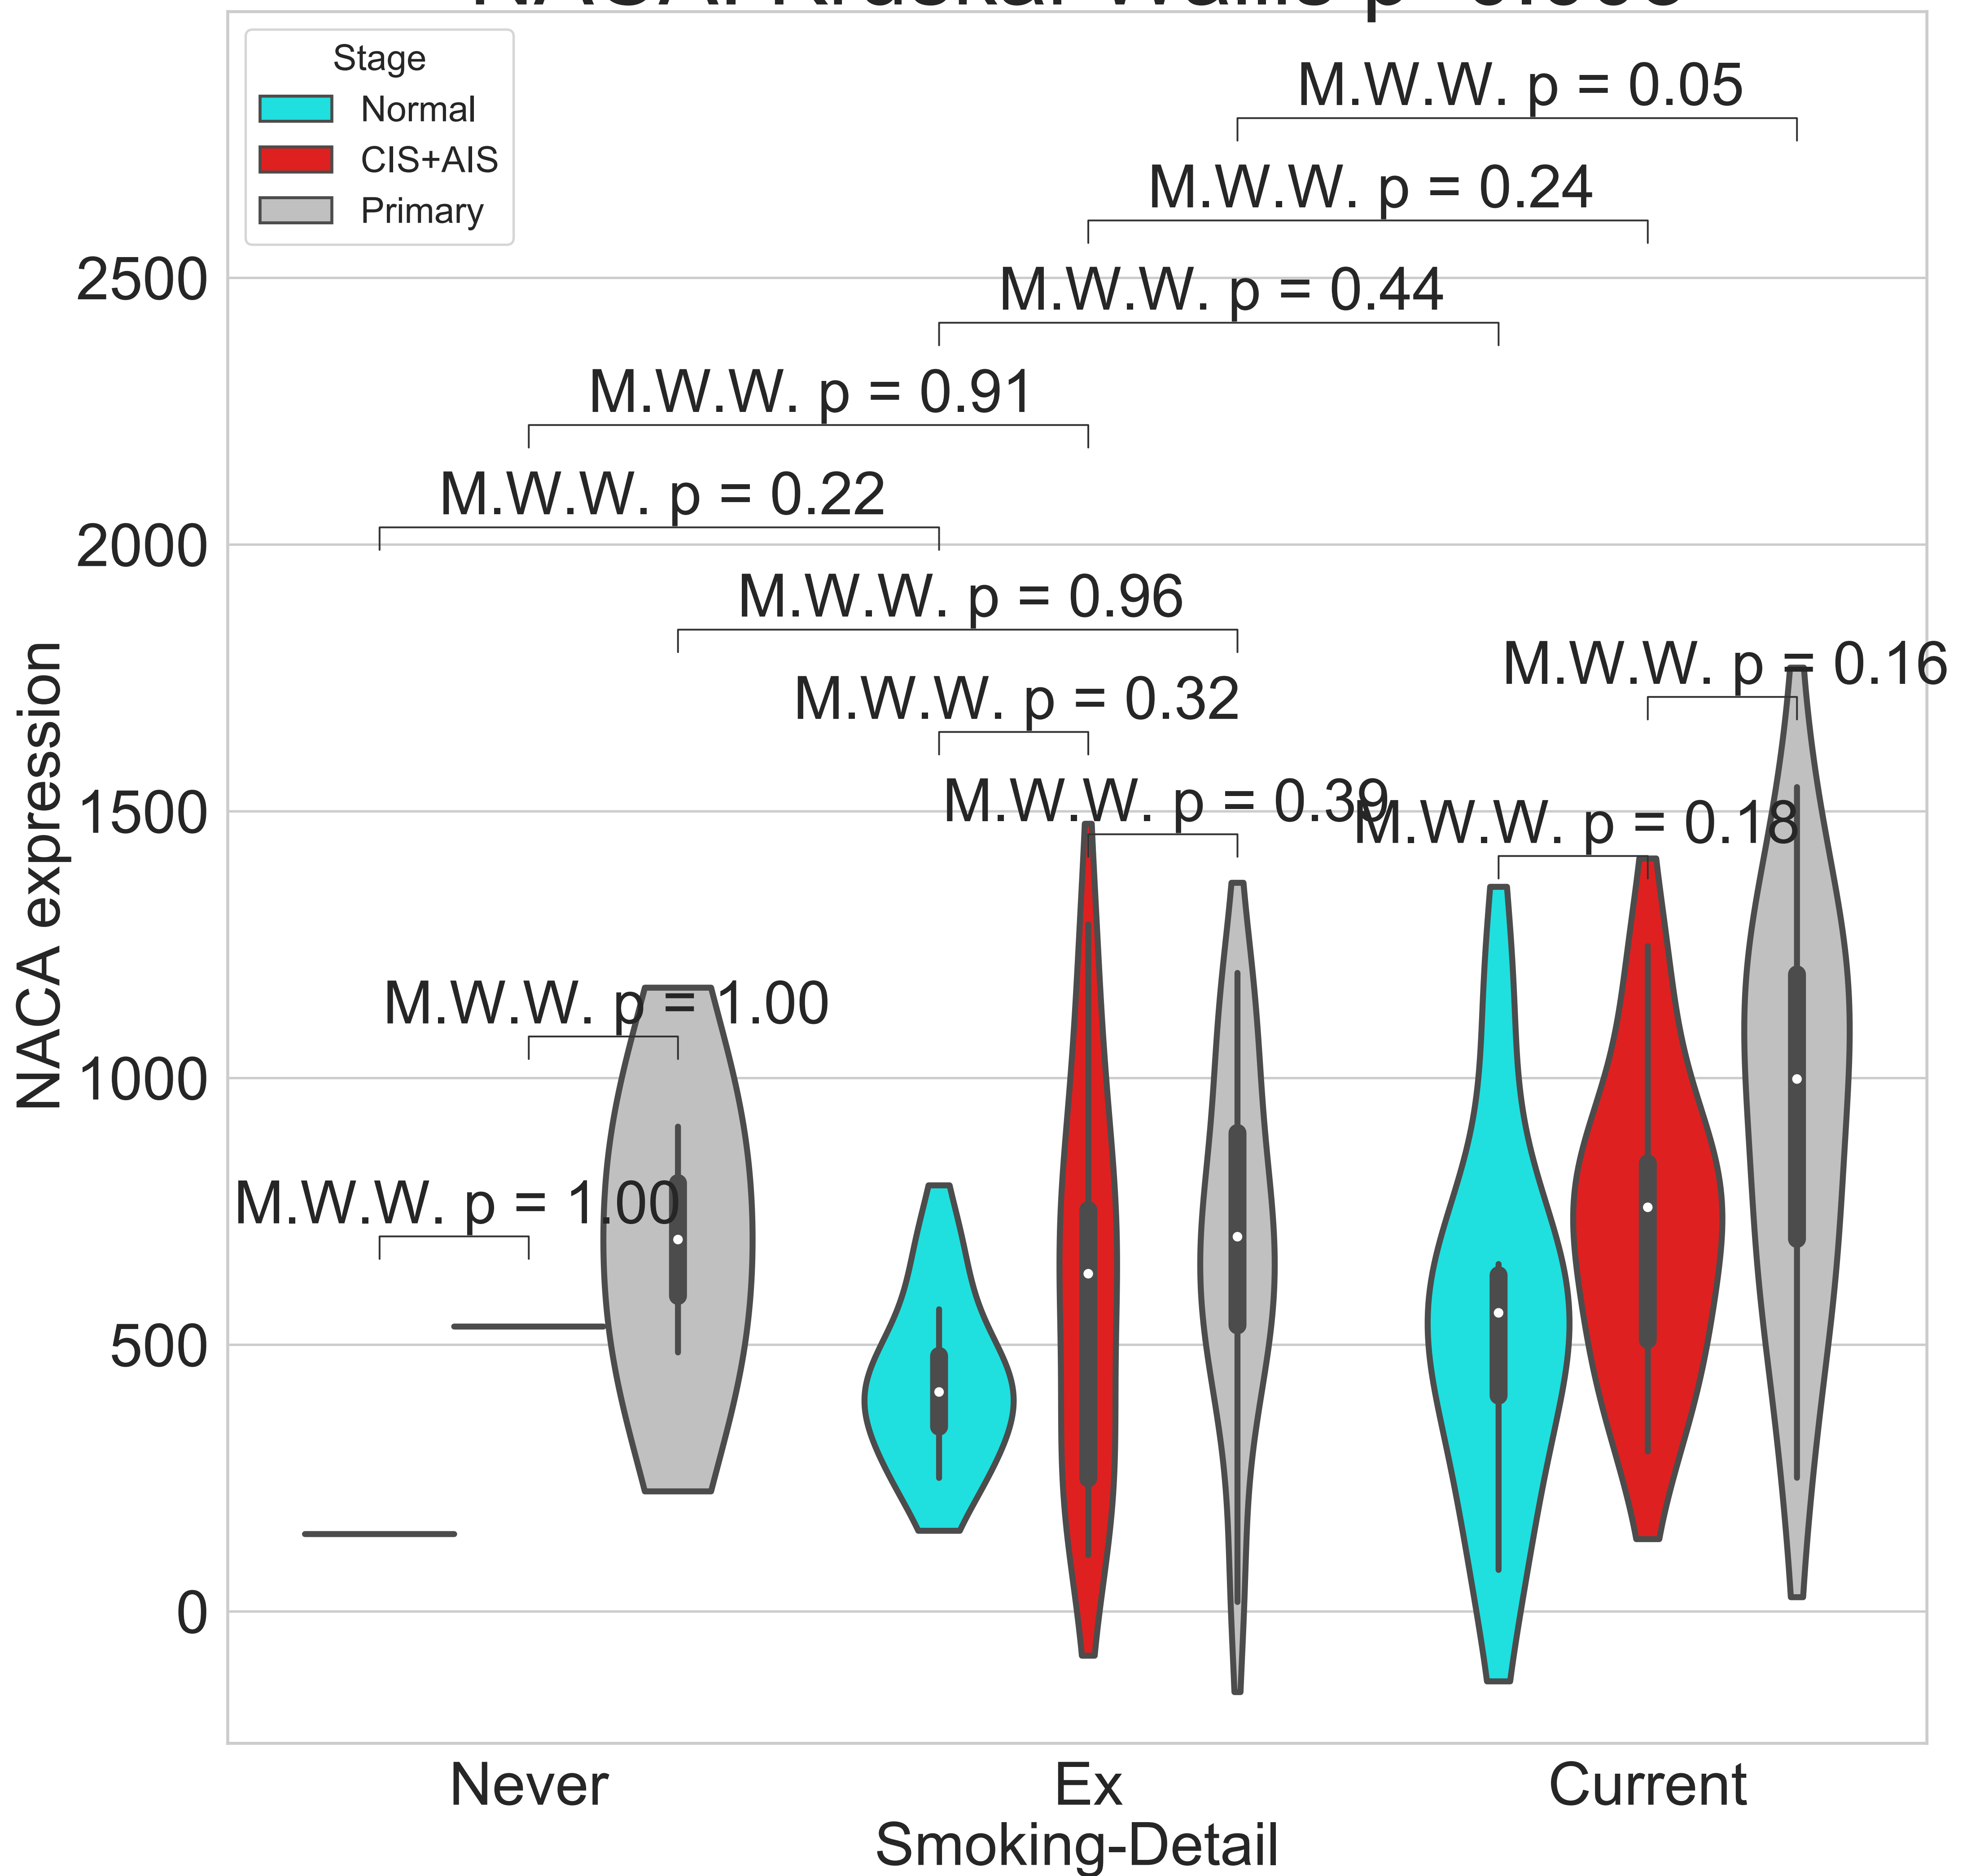 Stage
Normal
CIS+AIS
Primary
M.W.W. p = 0.05
M.W.W. p = 0.24
M.W.W. p = 0.44
M.W.W. p = 0.91
M.W.W. p = 0.22
M.W.W. p = 0.96
M.W.W. p = 0.16
M.W.W. p = 0.32
M.W.W. p = 0.39
M.W.W. p = 0.18
M.W.W. p = 1.00
M.W.W. p = 1.00
2500
2000
1500
1000
500
0
NACA expression
Never
Ex
Current
Smoking-Detail